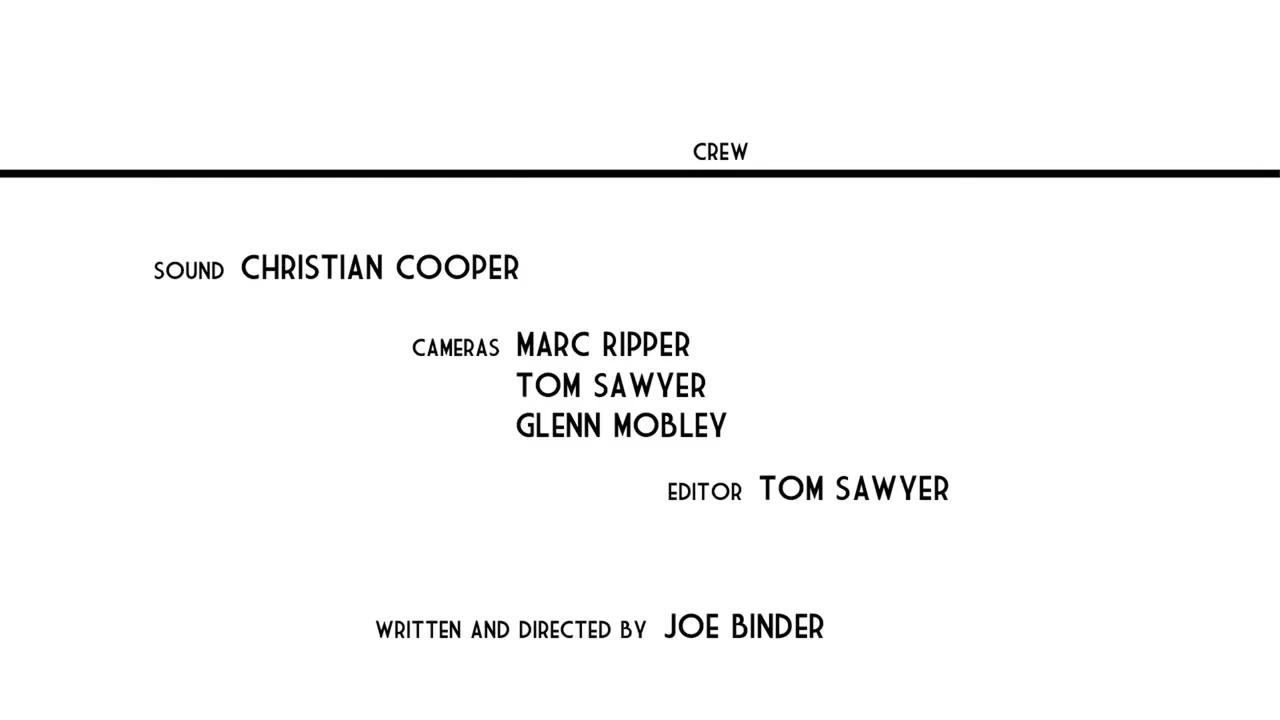 CREW
SOUND CHRISTIAN COOPER
CAMERAS MARC RIPPER
TOM SAWYER
GLENN MOBLEY
EDITOR TOM SAWYER
WRITTEN AND DIRECTED BY JOE BINDER